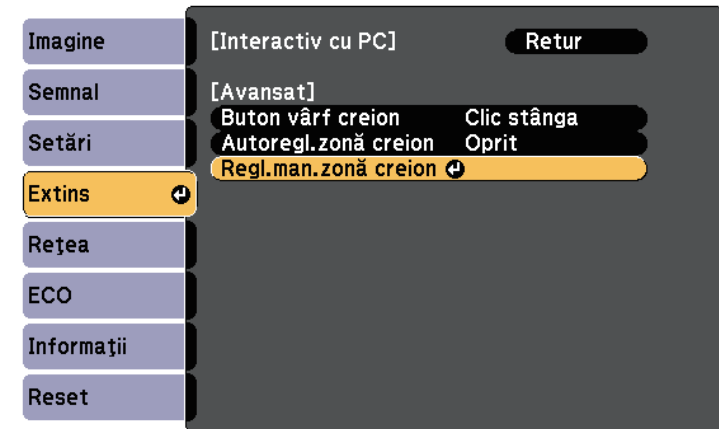 Imagine
Semnal
Setări
Extins
Reţea
ECO
Informaţii
Reset
[Interactiv cu PC] Retur
[Avansat]
Buton vârf creion Clic stânga
Autoregl.zonă creion Oprit
Regl.man.zonă creion